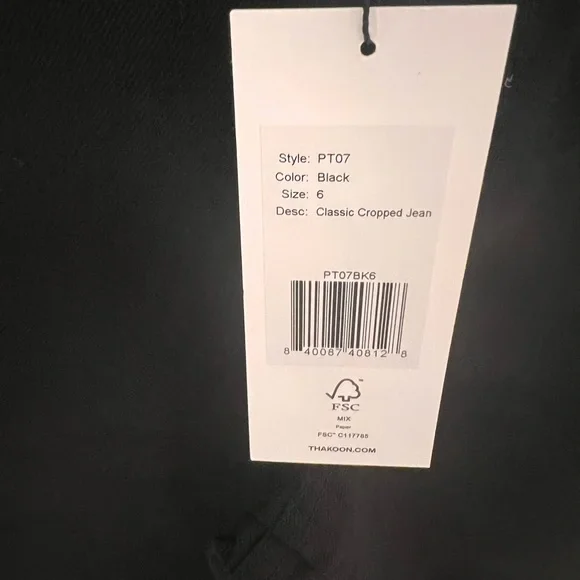 Style: PT07
Color: Black
Size: 6
Desc: Classic Cropped Jean
PT07BK6
8 40087 40812 8
FSC
MIX
Paper
FSC™ C117785
THAKOON.COM